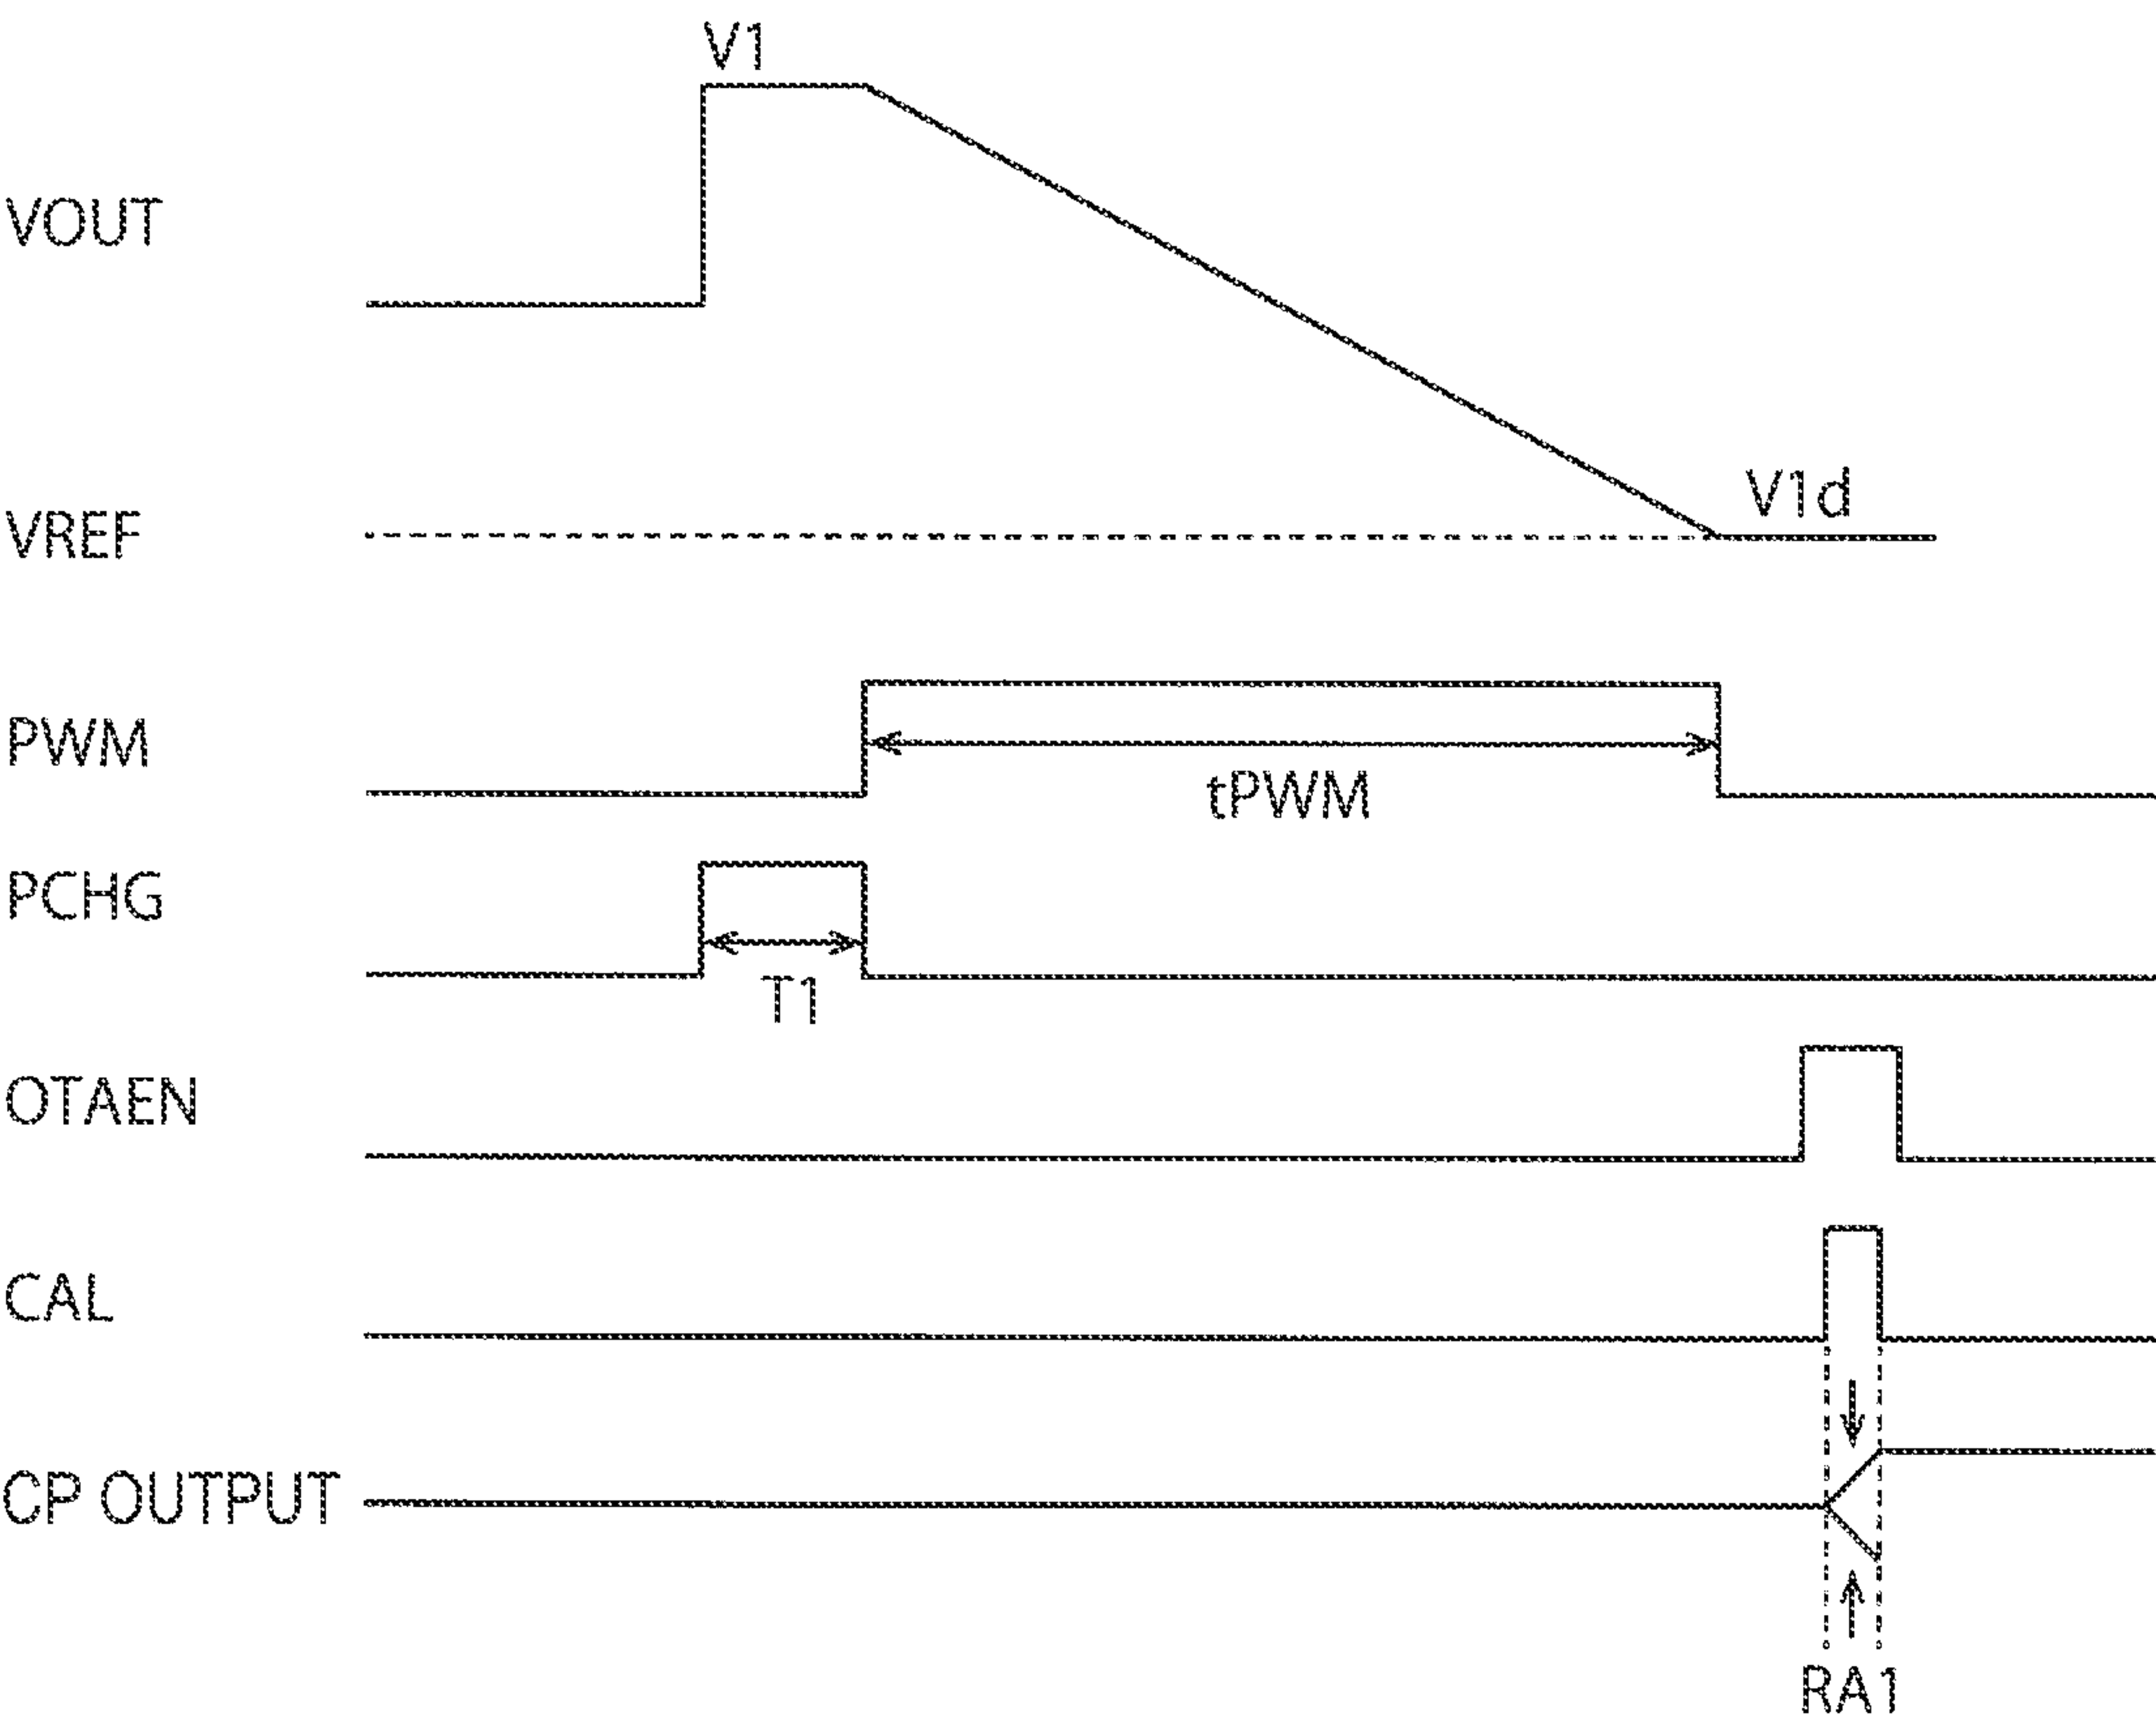 V1
VOUT
V1d
VREF
PWM
tPWM
PCHG
T1
OTAEN
CAL
CP OUTPUT
RA1